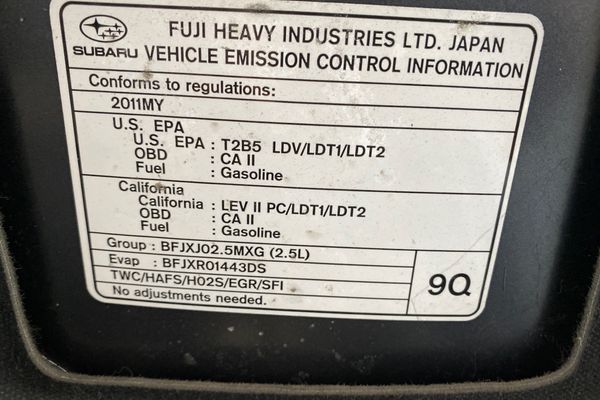 FUJI HEAVY INDUSTRIES LTD. JAPAN
SUBARU VEHICLE EMISSION CONTROL INFORMATION
Conforms to regulations:
2011MY
U.S. EPA
U.S. EPA : T2B5 LDV/LDT1/LDT2
OBD : CA II
Fuel : Gasoline
California
California : LEV II PC/LDT1/LDT2
OBD : CA II
Fuel : Gasoline
Group : BFJXJ02.5MXG (2.5L)
Evap : BFJXR01443DS
TWC/HAFS/HO2S/EGR/SFI
No adjustments needed.
9Q